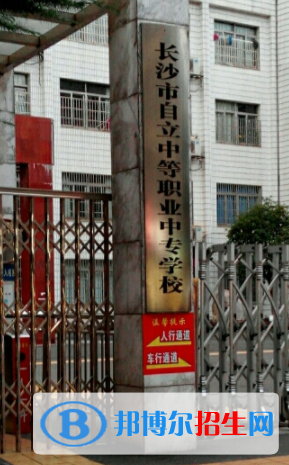 长沙市自立中等职业中专学校
温馨提示
人行通道
车行通道
邦博尔招生网